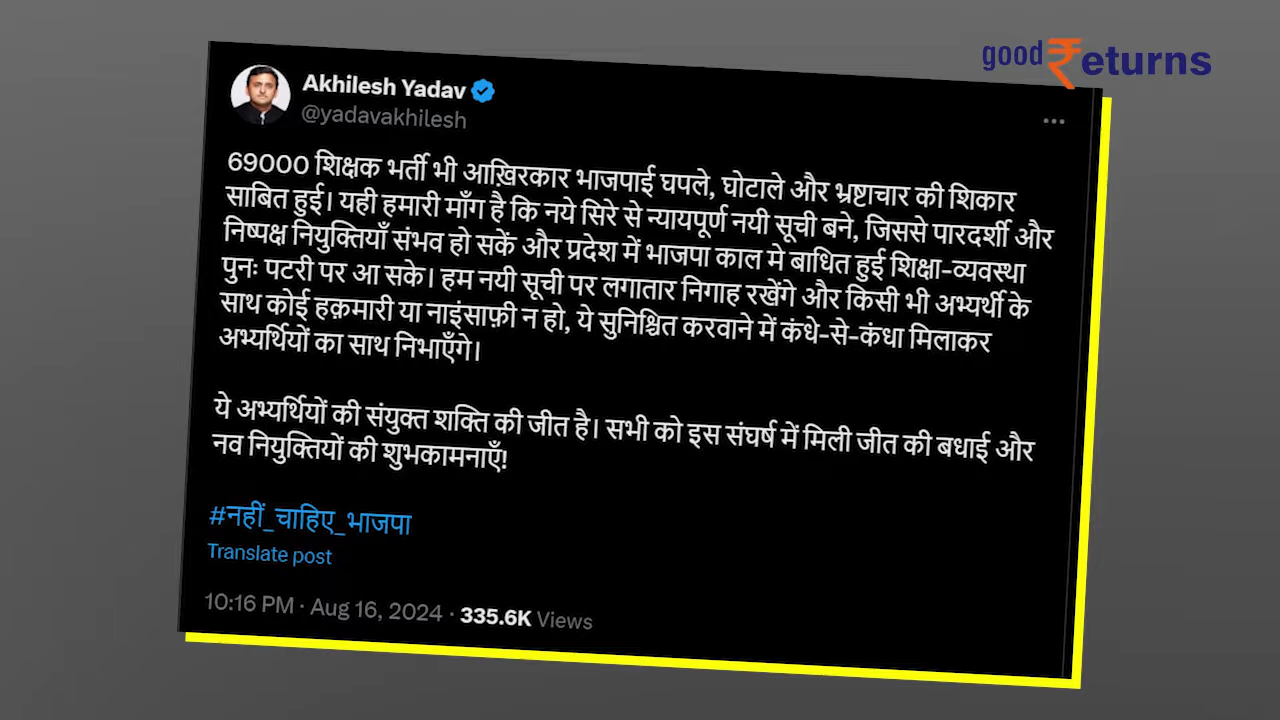 good ₹eturns
Akhilesh Yadav
@yadavakhilesh
69000 शिक्षक भर्ती भी आख़िरकार भाजपाई घपले, घोटाले और भ्रष्टाचार की शिकार
साबित हुई। यही हमारी माँग है कि नये सिरे से न्यायपूर्ण नयी सूची बने, जिससे पारदर्शी और
निष्पक्ष नियुक्तियाँ संभव हो सकें और प्रदेश में भाजपा काल मे बाधित हुई शिक्षा-व्यवस्था
पुनः पटरी पर आ सके। हम नयी सूची पर लगातार निगाह रखेंगे और किसी भी अभ्यर्थी के
साथ कोई हक़मारी या नाइंसाफ़ी न हो, ये सुनिश्चित करवाने में कंधे-से-कंधा मिलाकर
अभ्यर्थियों का साथ निभाएँगे।
ये अभ्यर्थियों की संयुक्त शक्ति की जीत है। सभी को इस संघर्ष में मिली जीत की बधाई और
नव नियुक्तियों की शुभकामनाएँ!
#नहीं_चाहिए_भाजपा
Translate post
10:16 PM · Aug 16, 2024 · 335.6K Views